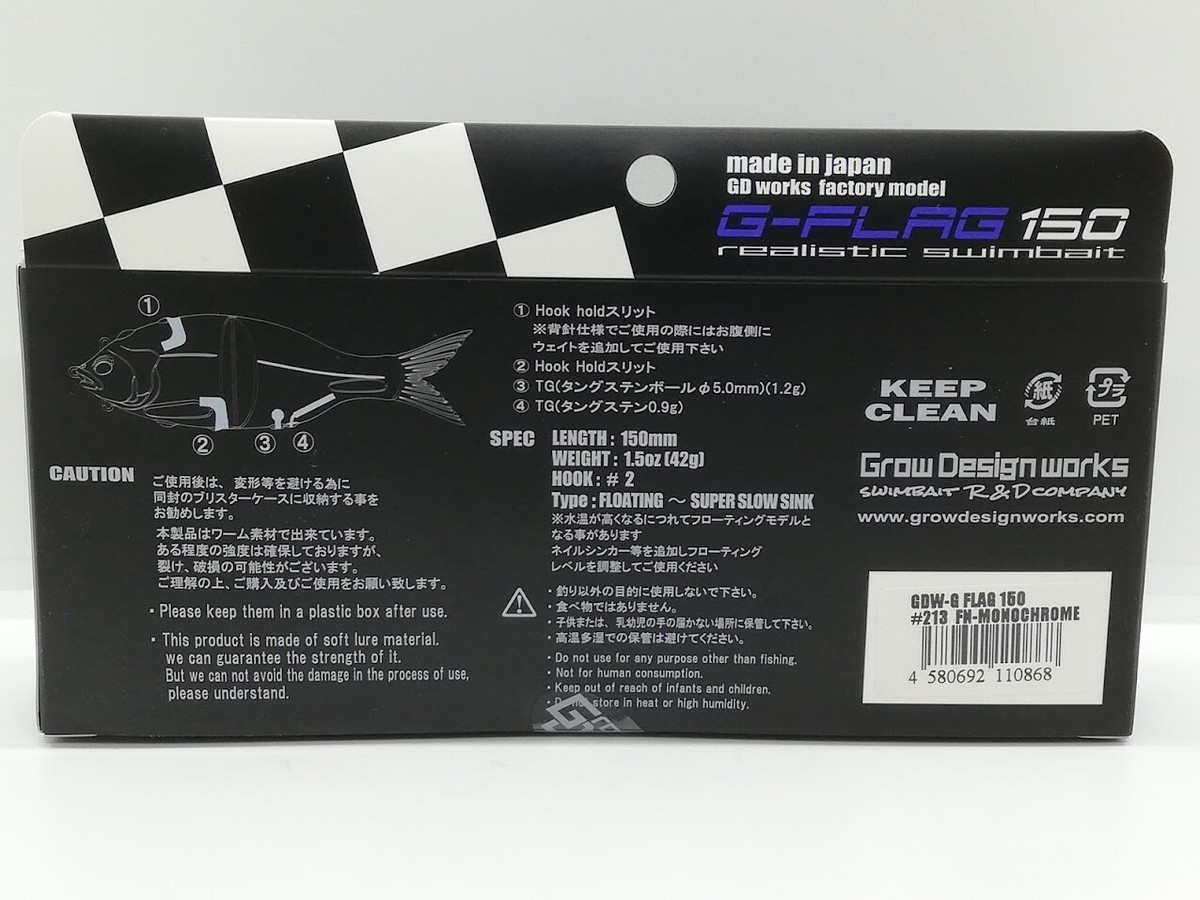 made in japan
GD works factory model
G-FLAG 150
realistic swimbait
①
②
③
④
① Hook holdスリット
※背針仕様でご使用の際にはお腹側に
ウェイトを追加してご使用下さい
② Hook Holdスリット
③ TG(タングステンボールφ5.0mm)(1.2g)
④ TG(タングステン0.9g)
SPEC
LENGTH : 150mm
WEIGHT : 1.5oz (42g)
HOOK : # 2
Type : FLOATING ～ SUPER SLOW SINK
※水温が高くなるにつれてフローティングモデルと
なる事があります
ネイルシンカー等を追加しフローティング
レベルを調整してご使用ください
CAUTION
ご使用後は、変形等を避ける為に
同封のブリスターケースに収納する事を
お勧めします。
本製品はワーム素材で出来ています。
ある程度の強度は確保しておりますが、
裂け、破損の可能性がございます。
ご理解の上、ご購入及びご使用をお願い致します。
・Please keep them in a plastic box after use.
・This product is made of soft lure material.
we can guarantee the strength of it.
But we can not avoid the damage in the process of use,
please understand.
・釣り以外の目的に使用しないで下さい。
・食べ物ではありません。
・子供または、乳幼児の手の届かない場所に保管して下さい。
・高温多湿での保管は避けてください。
・Do not use for any purpose other than fishing.
・Not for human consumption.
・Keep out of reach of infants and children.
・Do not store in heat or high humidity.
KEEP
CLEAN
紙
台紙
プラ
PET
Grow Design works
SWIMBAIT R&D COMPANY
www.growdesignworks.com
GDW-G FLAG 150
#213 FN-MONOCHROME
4 580692 110868